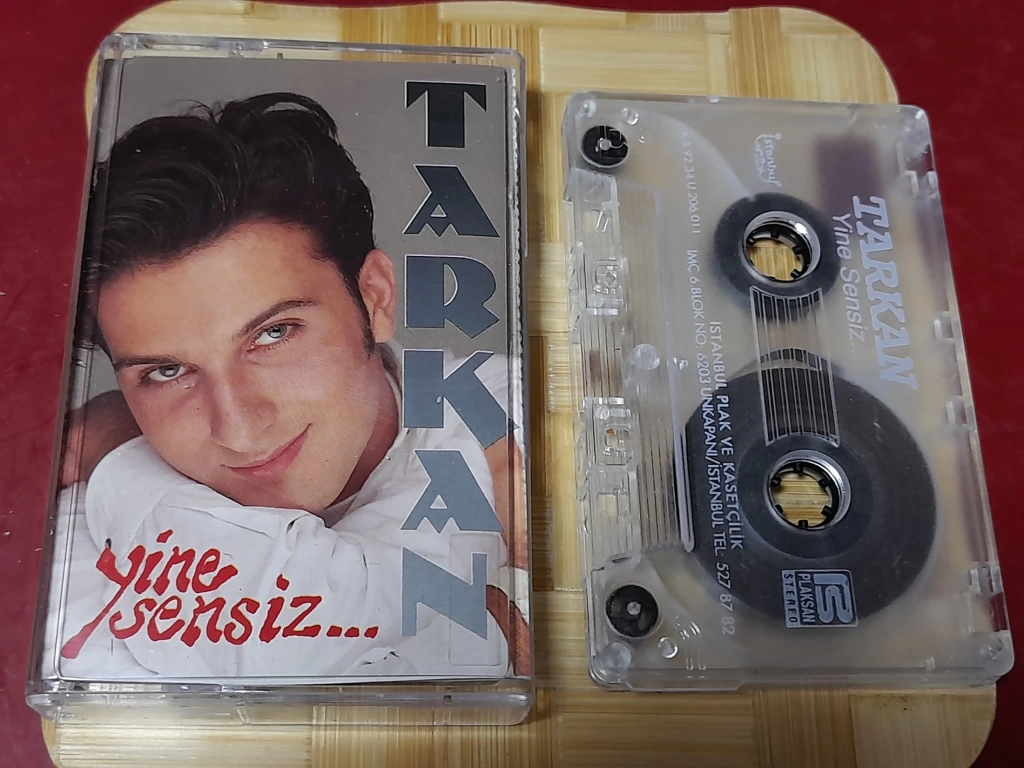 TARKAN
yine
sensiz...
İstanbul
TARKAN
Yine Sensiz..
İMÇ 6.BLOK NO: 6203 UNKAPANI/İSTANBUL TEL: 527 87 82
İSTANBUL PLAK VE KASETÇİLİK
PLAKSAN
STEREO